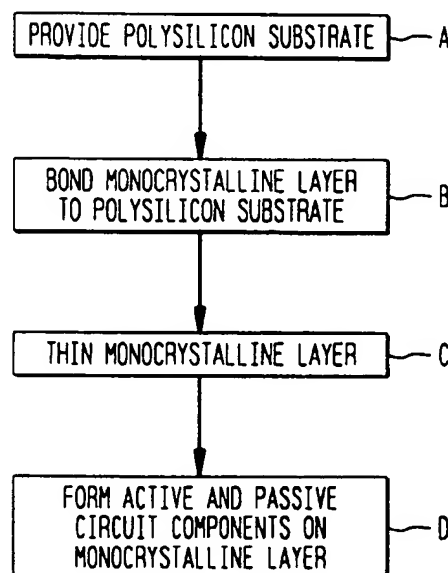 PROVIDE POLYSILICON SUBSTRATE A
BOND MONOCRYSTALLINE LAYER
TO POLYSILICON SUBSTRATE B
THIN MONOCRYSTALLINE LAYER C
FORM ACTIVE AND PASSIVE
CIRCUIT COMPONENTS ON D
MONOCRYSTALLINE LAYER